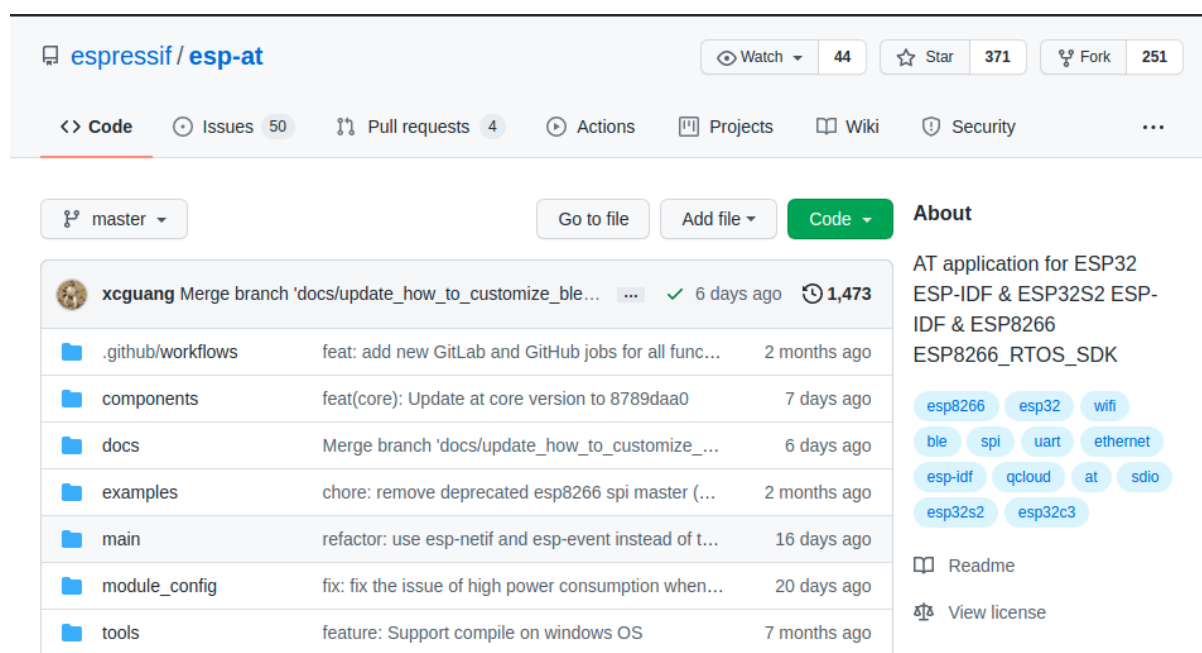 espressif / esp-at
Watch 44 Star 371 Fork 251
Code Issues 50 Pull requests 4 Actions Projects Wiki Security ...
master Go to file Add file Code
xcguang Merge branch 'docs/update_how_to_customize_ble... ... 6 days ago 1,473
.github/workflows feat: add new GitLab and GitHub jobs for all func... 2 months ago
components feat(core): Update at core version to 8789daa0 7 days ago
docs Merge branch 'docs/update_how_to_customize_... 6 days ago
examples chore: remove deprecated esp8266 spi master (... 2 months ago
main refactor: use esp-netif and esp-event instead of t... 16 days ago
module_config fix: fix the issue of high power consumption when... 20 days ago
tools feature: Support compile on windows OS 7 months ago
About
AT application for ESP32
ESP-IDF & ESP32S2 ESP-
IDF & ESP8266
ESP8266_RTOS_SDK
esp8266 esp32 wifi
ble spi uart ethernet
esp-idf qcloud at sdio
esp32s2 esp32c3
Readme
View license